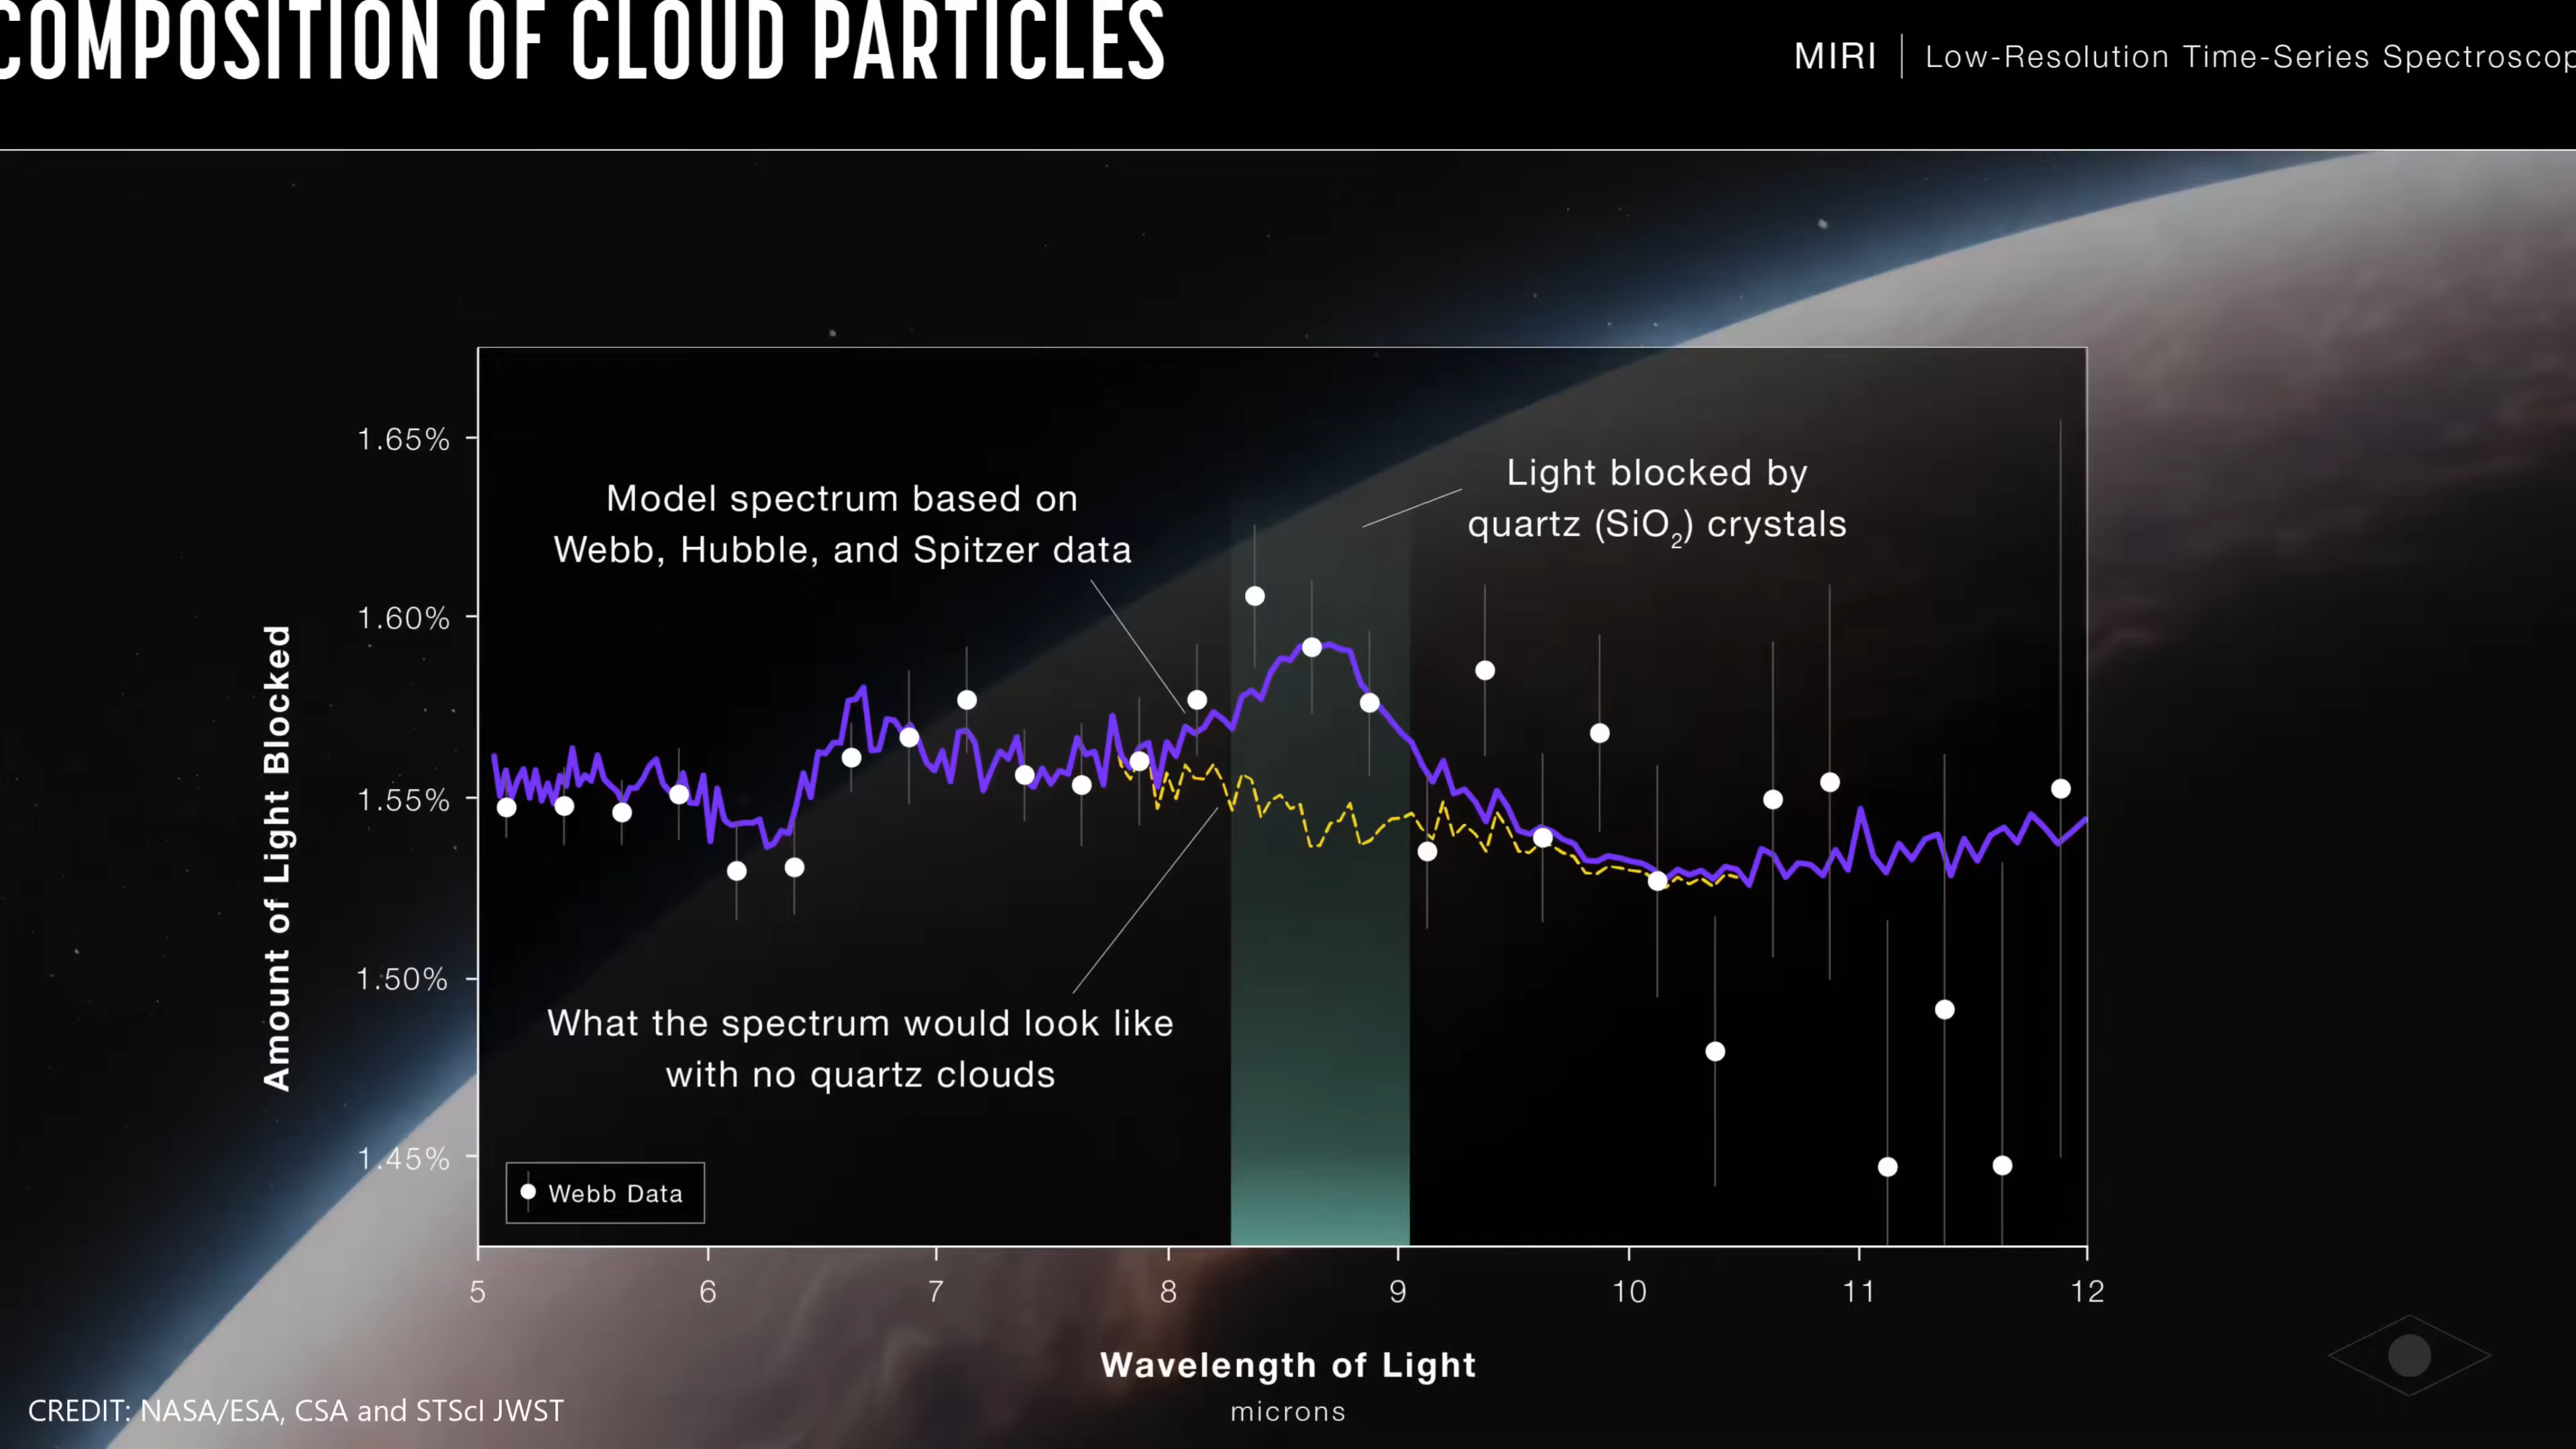 COMPOSITION OF CLOUD PARTICLES
MIRI | Low-Resolution Time-Series Spectroscop
Model spectrum based on
Webb, Hubble, and Spitzer data
Light blocked by
quartz (SiO₂) crystals
What the spectrum would look like
with no quartz clouds
Amount of Light Blocked
1.65%
1.60%
1.55%
1.50%
1.45%
Webb Data
5 6 7 8 9 10 11 12
Wavelength of Light
microns
CREDIT: NASA/ESA, CSA and STScI JWST